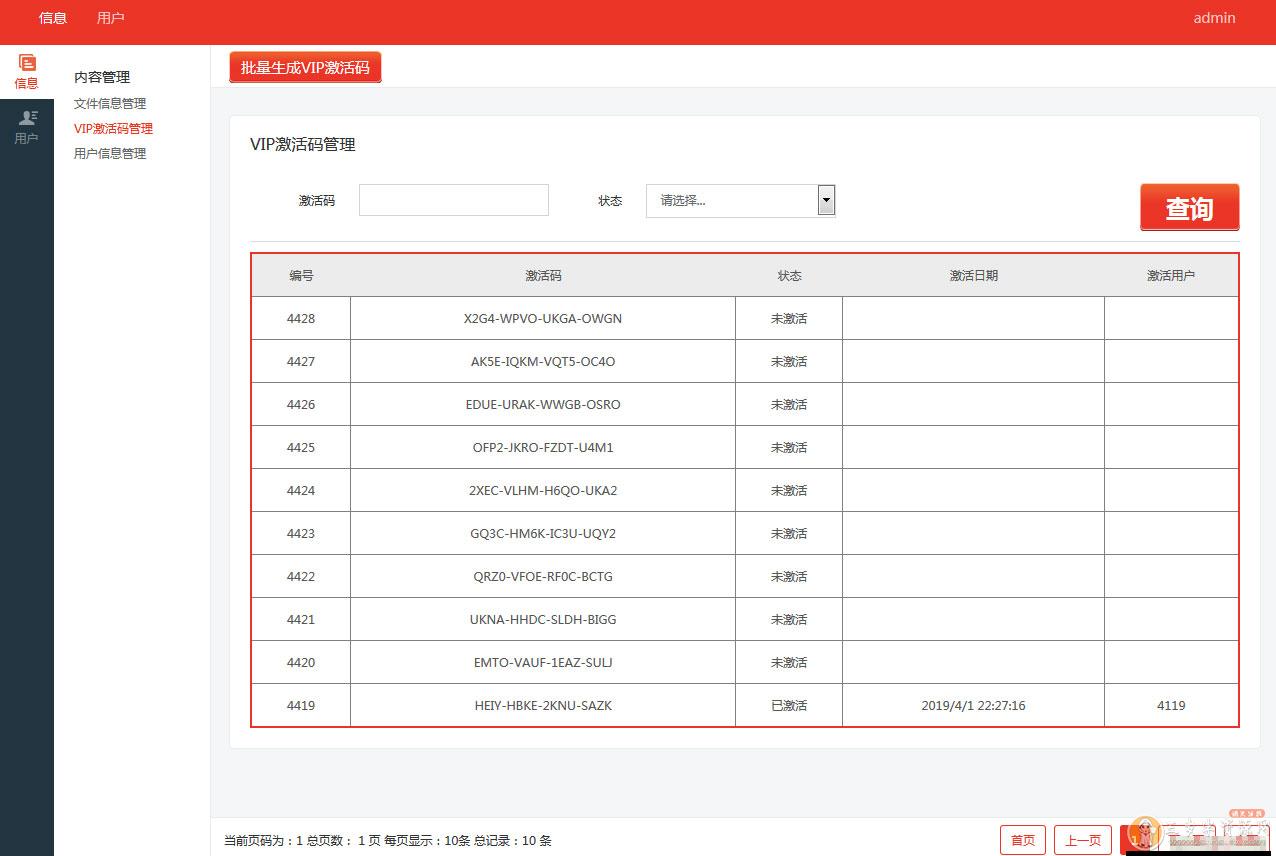 信息 用户 admin
信息
用户
内容管理
文件信息管理
VIP激活码管理
用户信息管理
批量生成VIP激活码
VIP激活码管理
激活码 状态 请选择... 查询
编号 激活码 状态 激活日期 激活用户
4428 X2G4-WPVO-UKGA-OWGN 未激活
4427 AK5E-IQKM-VQT5-OC4O 未激活
4426 EDUE-URAK-WWGB-OSRO 未激活
4425 OFP2-JKRO-FZDT-U4M1 未激活
4424 2XEC-VLHM-H6QO-UKA2 未激活
4423 GQ3C-HM6K-IC3U-UQY2 未激活
4422 QRZ0-VFOE-RF0C-BCTG 未激活
4421 UKNA-HHDC-SLDH-BIGG 未激活
4420 EMTO-VAUF-1EAZ-SULJ 未激活
4419 HEIY-HBKE-2KNU-SAZK 已激活 2019/4/1 22:27:16 4119
当前页码为：1 总页数： 1 页 每页显示：10条 总记录：10 条 首页 上一页